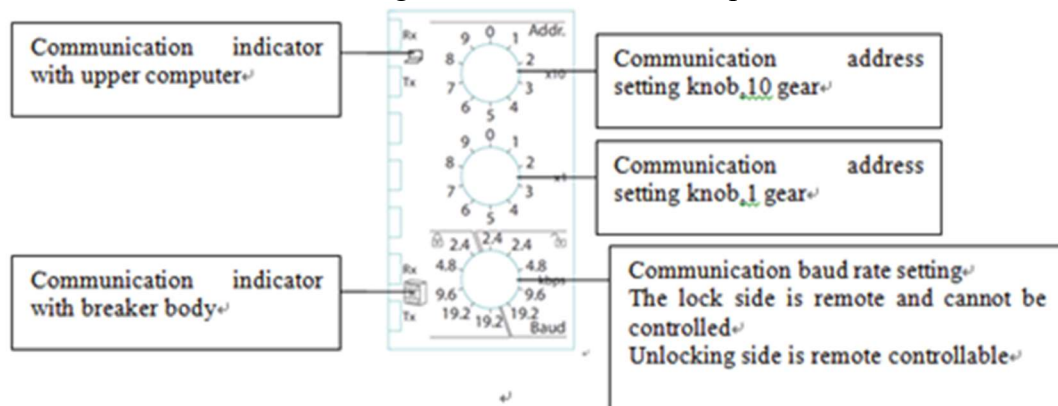 Communication indicator
with upper computer
Communication address
setting knob,10 gear
Communication address
setting knob,1 gear
Communication indicator
with breaker body
Communication baud rate setting
The lock side is remote and cannot be
controlled
Unlocking side is remote controllable
Rx
Tx
Addr.
0
1
2
3
4
5
6
7
8
9
x10
0
1
2
3
4
5
6
7
8
9
x1
Rx
Tx
2.4 2.4 2.4
4.8 4.8
kbps
9.6 9.6
19.2 19.2 19.2
Baud